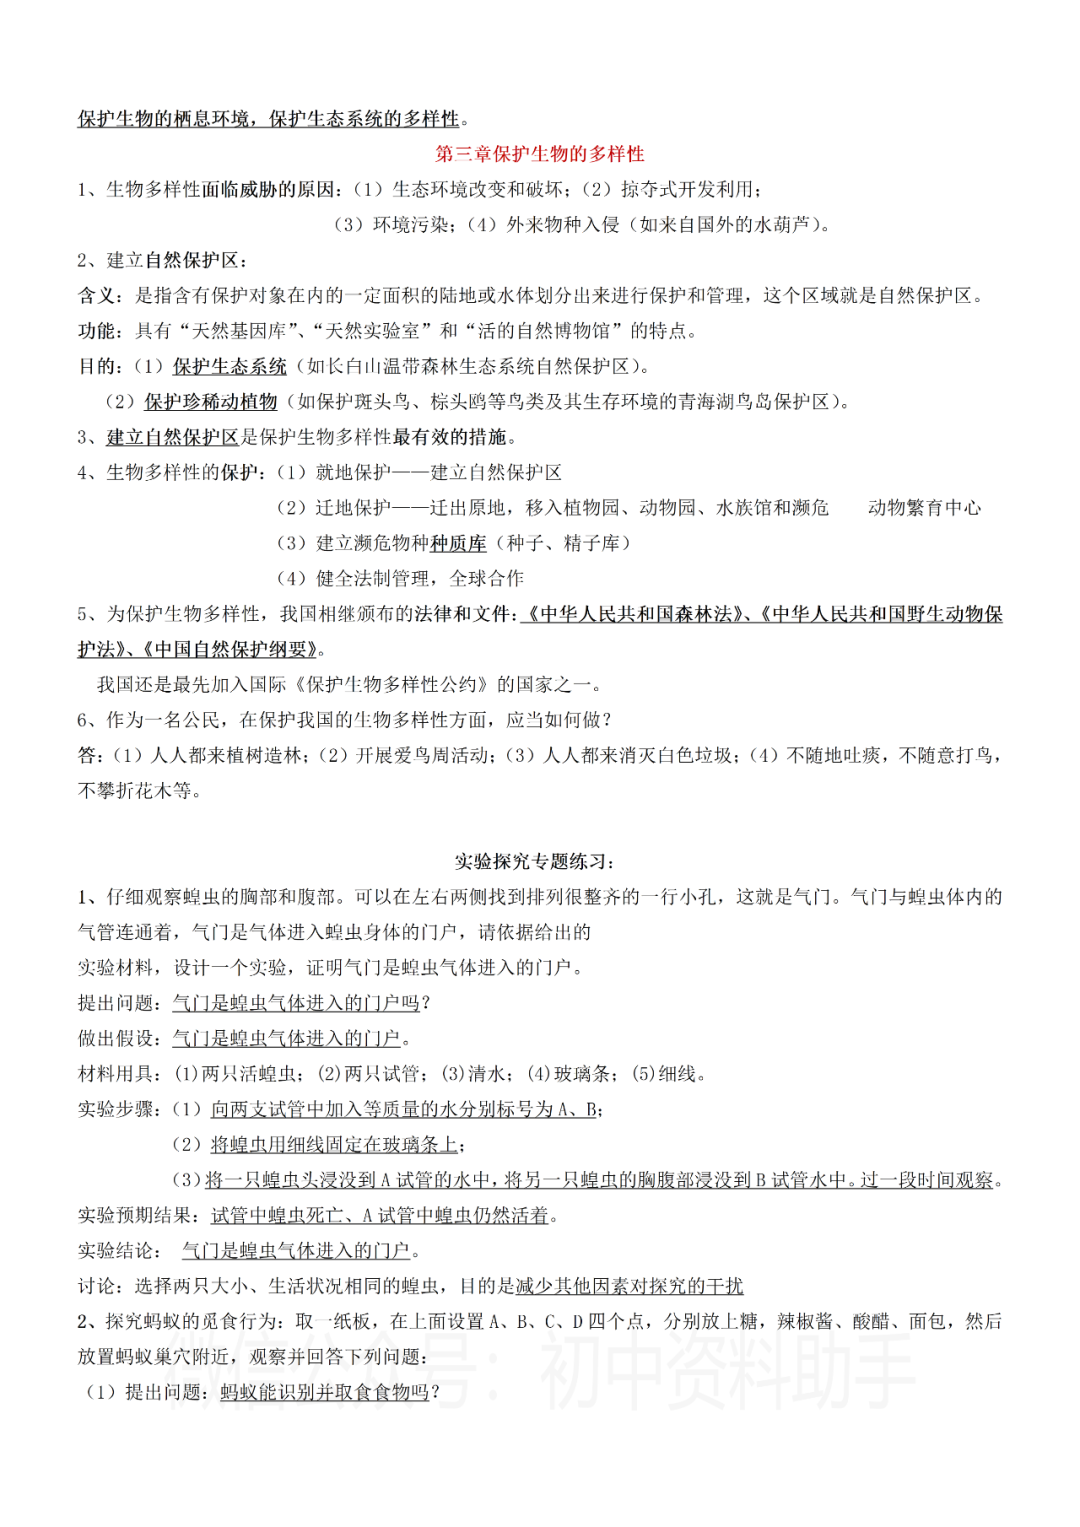 保护生物的栖息环境，保护生态系统的多样性。
第三章保护生物的多样性
1、生物多样性面临威胁的原因：（1）生态环境改变和破坏；（2）掠夺式开发利用；
（3）环境污染；（4）外来物种入侵（如来自国外的水葫芦）。
2、建立自然保护区：
含义：是指含有保护对象在内的一定面积的陆地或水体划分出来进行保护和管理，这个区域就是自然保护区。
功能：具有“天然基因库”、“天然实验室”和“活的自然博物馆”的特点。
目的：（1）保护生态系统（如长白山温带森林生态系统自然保护区）。
（2）保护珍稀动植物（如保护斑头鸟、棕头鸥等鸟类及其生存环境的青海湖鸟岛保护区）。
3、建立自然保护区是保护生物多样性最有效的措施。
4、生物多样性的保护：（1）就地保护——建立自然保护区
（2）迁地保护——迁出原地，移入植物园、动物园、水族馆和濒危　　动物繁育中心
（3）建立濒危物种种质库（种子、精子库）
（4）健全法制管理，全球合作
5、为保护生物多样性，我国相继颁布的法律和文件：《中华人民共和国森林法》、《中华人民共和国野生动物保
护法》、《中国自然保护纲要》。
我国还是最先加入国际《保护生物多样性公约》的国家之一。
6、作为一名公民，在保护我国的生物多样性方面，应当如何做？
答：（1）人人都来植树造林；（2）开展爱鸟周活动；（3）人人都来消灭白色垃圾；（4）不随地吐痰，不随意打鸟，
不攀折花木等。
实验探究专题练习：
1、仔细观察蝗虫的胸部和腹部。可以在左右两侧找到排列很整齐的一行小孔，这就是气门。气门与蝗虫体内的
气管连通着，气门是气体进入蝗虫身体的门户，请依据给出的
实验材料，设计一个实验，证明气门是蝗虫气体进入的门户。
提出问题：气门是蝗虫气体进入的门户吗？
做出假设：气门是蝗虫气体进入的门户。
材料用具：(1)两只活蝗虫；(2)两只试管；(3)清水；(4)玻璃条；(5)细线。
实验步骤：（1）向两支试管中加入等质量的水分别标号为 A、B；
（2）将蝗虫用细线固定在玻璃条上；
（3）将一只蝗虫头浸没到 A 试管的水中，将另一只蝗虫的胸腹部浸没到 B 试管水中。过一段时间观察。
实验预期结果：试管中蝗虫死亡、A 试管中蝗虫仍然活着。
实验结论： 气门是蝗虫气体进入的门户。
讨论：选择两只大小、生活状况相同的蝗虫，目的是减少其他因素对探究的干扰
2、探究蚂蚁的觅食行为：取一纸板，在上面设置 A、B、C、D 四个点，分别放上糖，辣椒酱、酸醋、面包，然后
放置蚂蚁巢穴附近，观察并回答下列问题：
（1）提出问题：蚂蚁能识别并取食食物吗？
微信公众号：初中资料助手